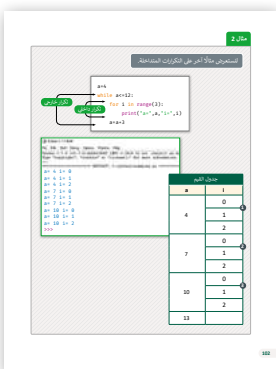 مثال 2
لنستعرض مثالًا آخر على التكرارات المتداخلة.
a=4
while a<=12:
for i in range(3):
print("a=",a,"i=",i)
a=a+3
تكرار خارجي
تكرار داخلي
a= 4 i= 0
a= 4 i= 1
a= 4 i= 2
a= 7 i= 0
a= 7 i= 1
a= 7 i= 2
a= 10 i= 0
a= 10 i= 1
a= 10 i= 2
>>>
جدول القيم
a i
0
4 1
2
0
7 1
2
0
10 1
2
13
102